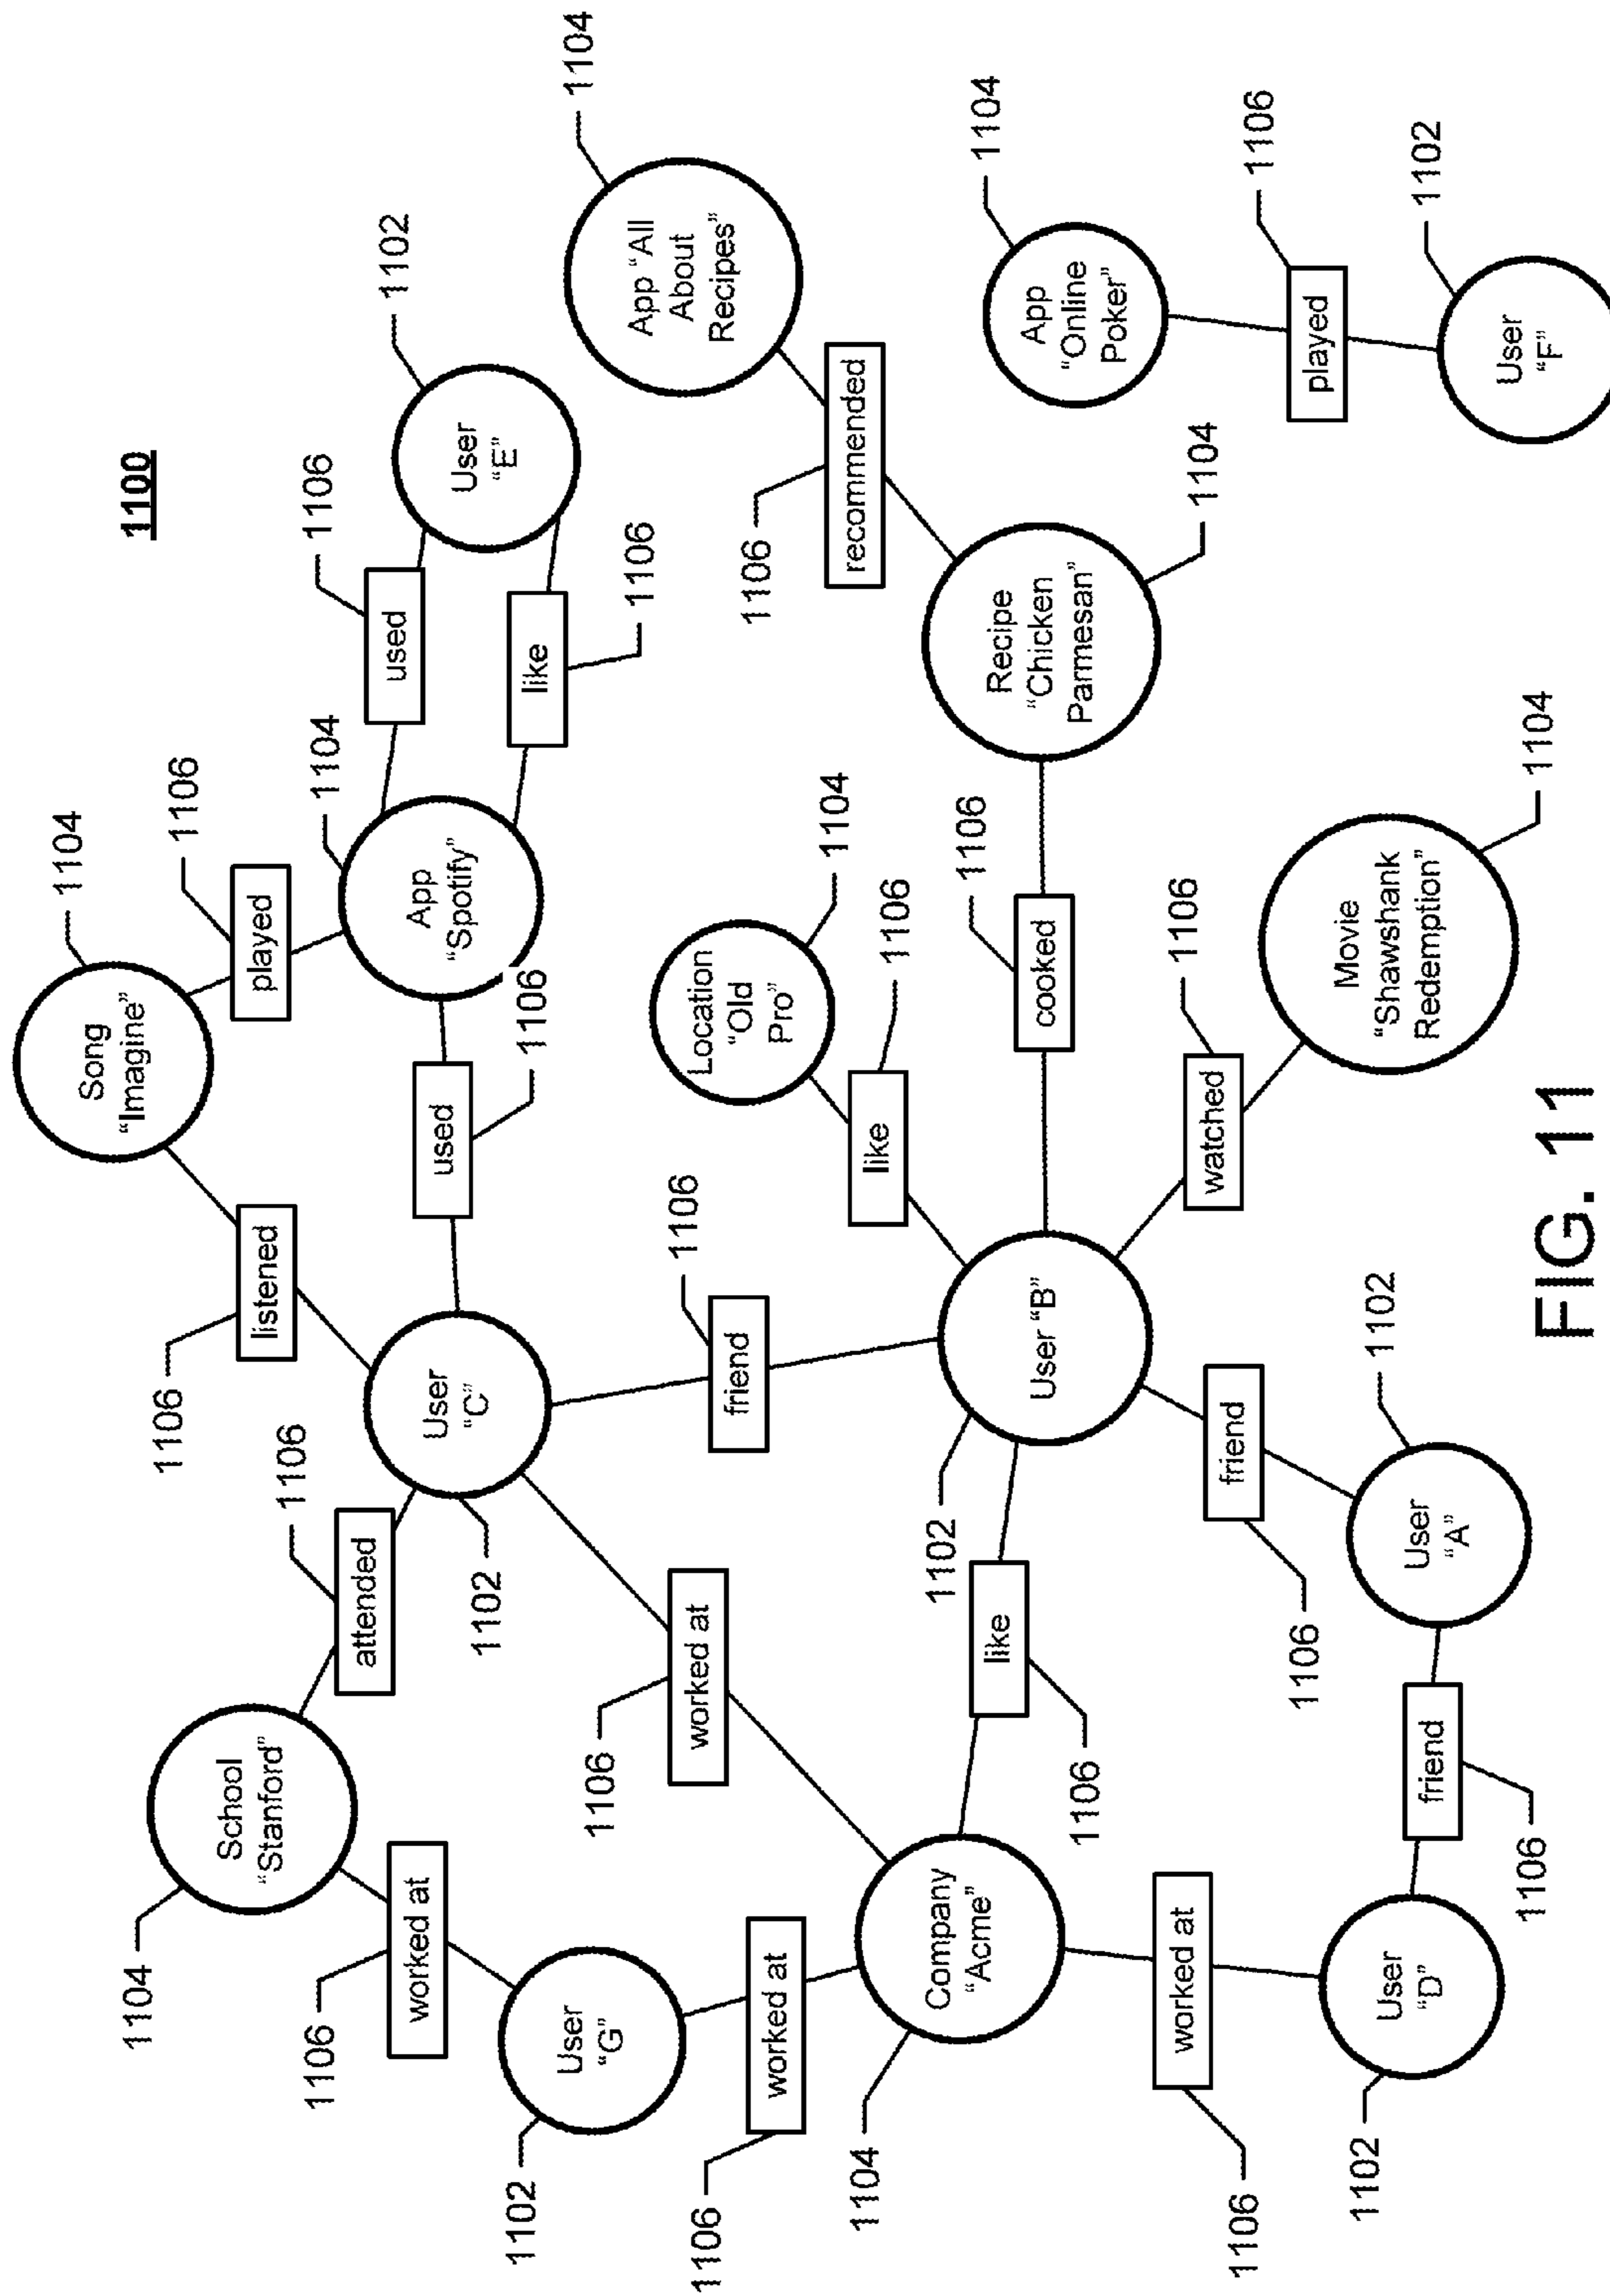 1104
Song
"Imagine"
1104
1100
1106
1106
School
"Stanford"
listened
played
1106
1106
1106
1104
attended
1102
worked at
used
App
"Spotify"
User
"C"
used
User
"E"
1102
1102
1106
like
User
"G"
1104
1106
1106
App "All
About
Recipes"
1106
worked at
Location
"Old
Pro"
1106
friend
1106
worked at
1104
recommended
1104
like
1106
Company
"Acme"
1102
1106
1104
like
Recipe
"Chicken
Parmesan"
cooked
App
"Online
Poker"
User "B"
1106
worked at
1106
1104
watched
1106
friend
1106
1106
played
Movie
"Shawshank
Redemption"
1102
User
"D"
1102
User
"A"
1102
friend
User
"F"
1106
1104
FIG. 11